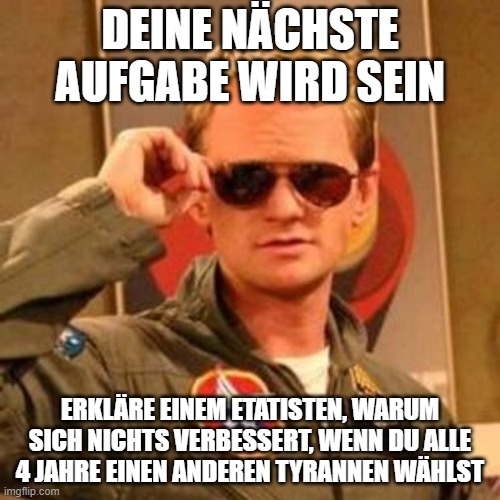 DEINE NÄCHSTE
AUFGABE WIRD SEIN
ERKLÄRE EINEM ETATISTEN, WARUM
SICH NICHTS VERBESSERT, WENN DU ALLE
4 JAHRE EINEN ANDEREN TYRANNEN WÄHLST
imgflip.com